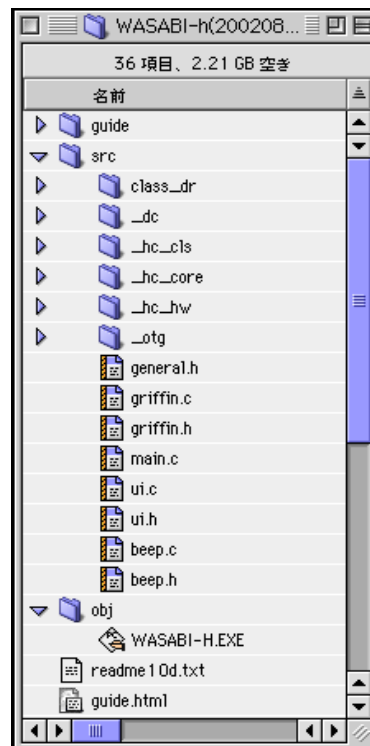 WASABI-h(200208...
36 項目、2.21 GB 空き
名前
guide
src
class_dr
_dc
_hc_cls
_hc_core
_hc_hw
_otg
general.h
griffin.c
griffin.h
main.c
ui.c
ui.h
beep.c
beep.h
obj
WASABI-H.EXE
readme10d.txt
guide.html